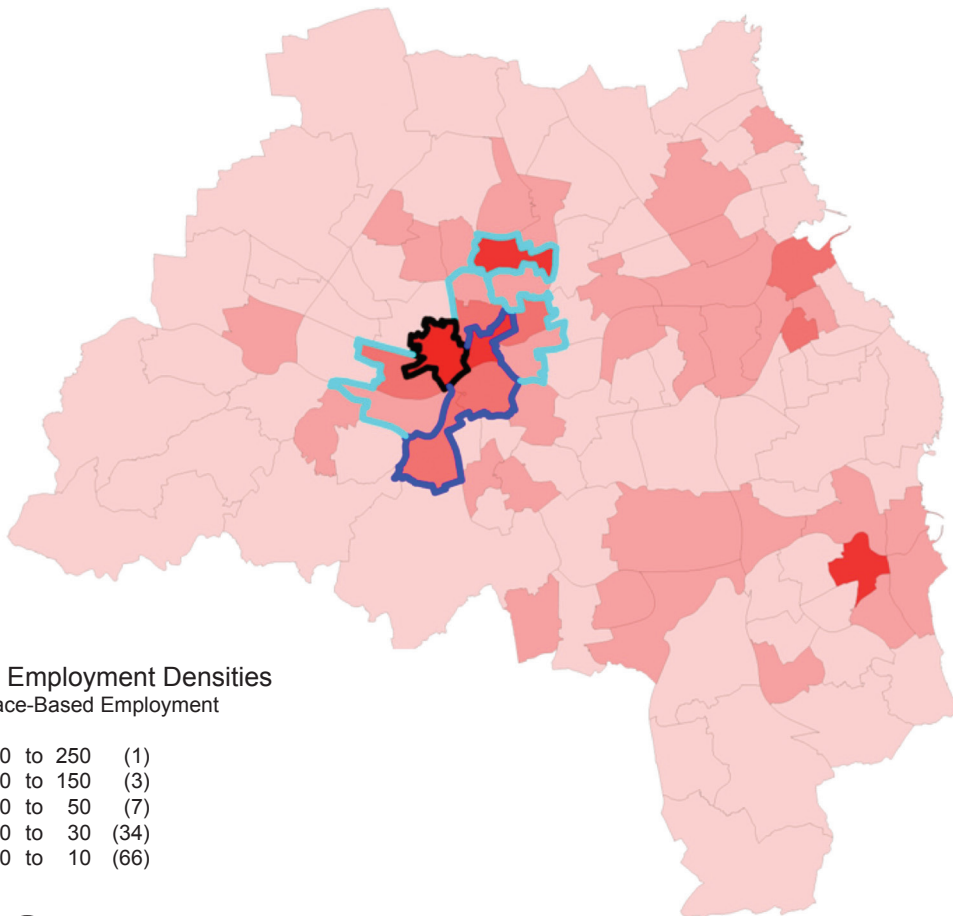 Employment Densities
ace-Based Employment
0 to 250 (1)
0 to 150 (3)
0 to 50 (7)
0 to 30 (34)
0 to 10 (66)